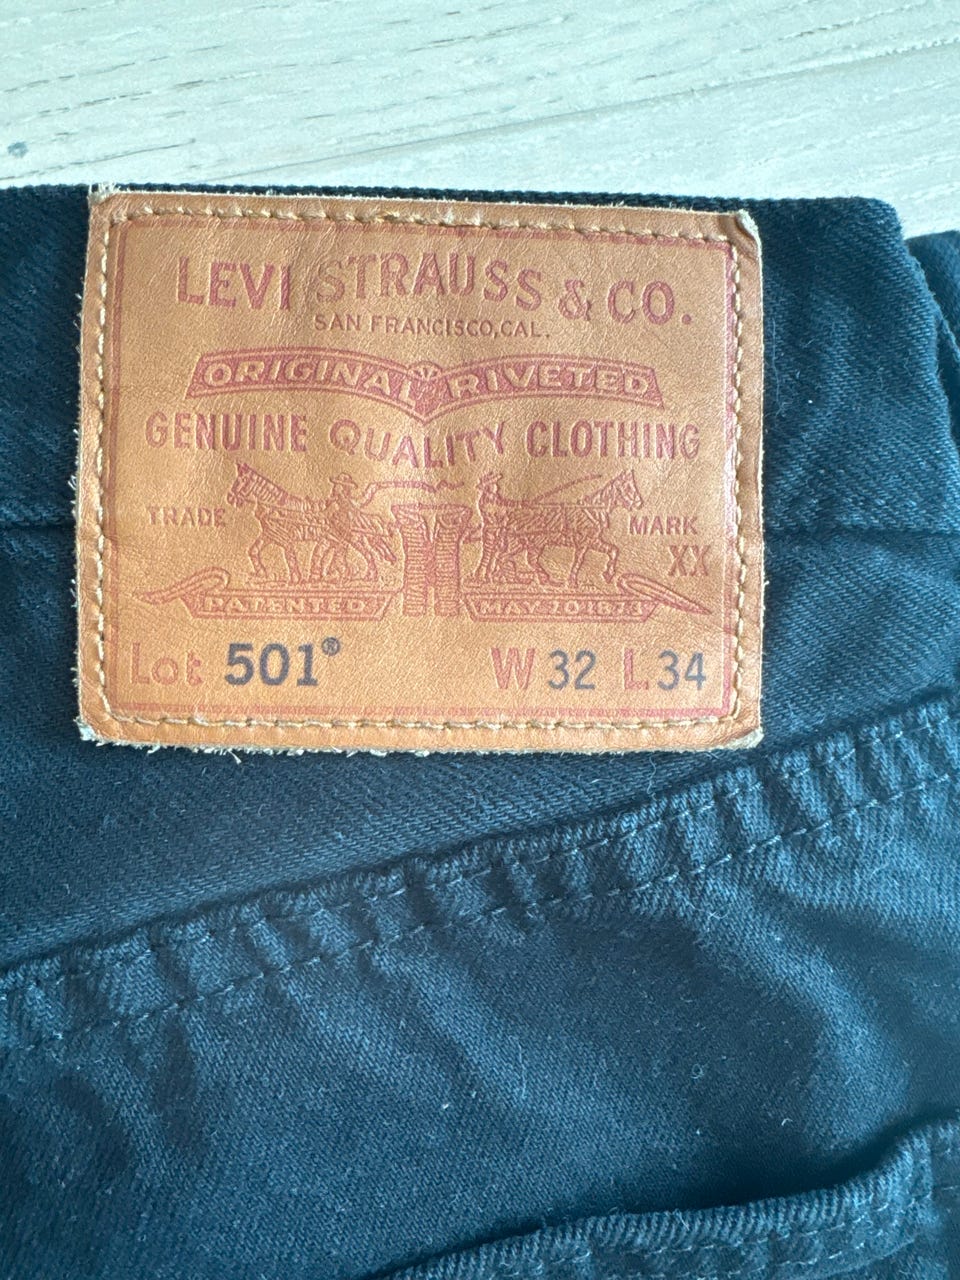 LEVI STRAUSS & CO.
SAN FRANCISCO, CAL.
ORIGINAL RIVETED
GENUINE QUALITY CLOTHING
TRADE MARK
XX
PATENTED MAY 20 1873
Lot 501® W 32 L 34